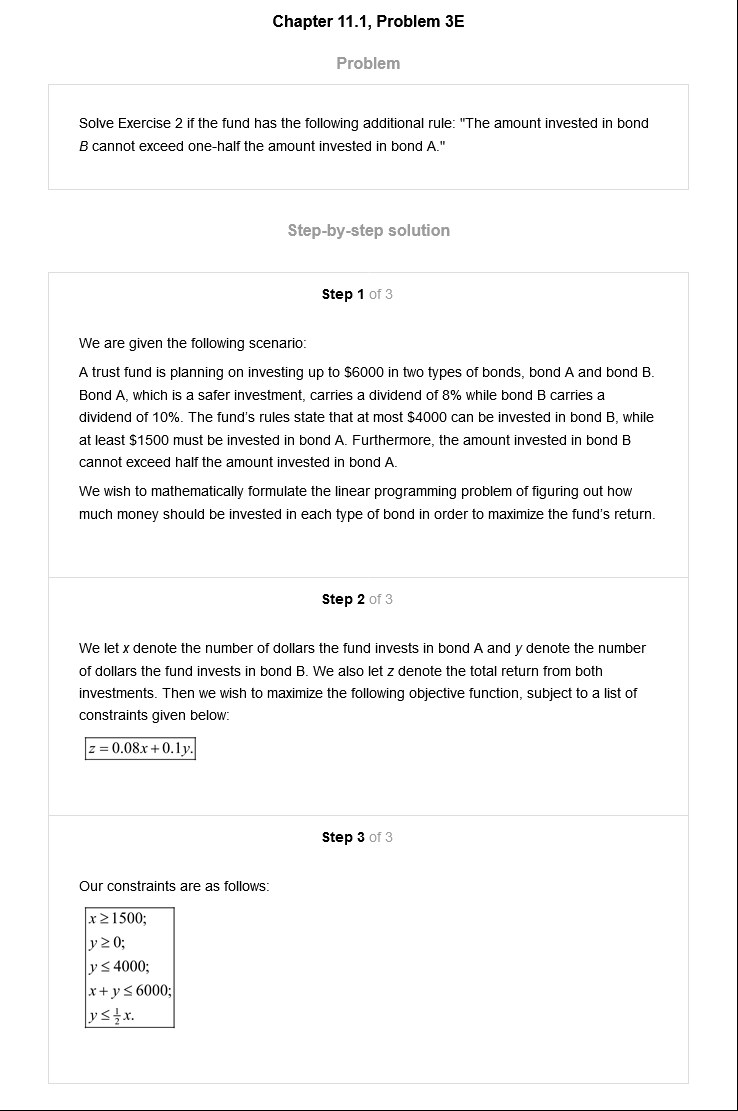 Chapter 11.1, Problem 3E
Problem
Solve Exercise 2 if the fund has the following additional rule: "The amount invested in bond
B cannot exceed one-half the amount invested in bond A."
Step-by-step solution
Step 1 of 3
We are given the following scenario:
A trust fund is planning on investing up to $6000 in two types of bonds, bond A and bond B.
Bond A, which is a safer investment, carries a dividend of 8% while bond B carries a
dividend of 10%. The fund's rules state that at most $4000 can be invested in bond B, while
at least $1500 must be invested in bond A. Furthermore, the amount invested in bond B
cannot exceed half the amount invested in bond A.
We wish to mathematically formulate the linear programming problem of figuring out how
much money should be invested in each type of bond in order to maximize the fund's return.
Step 2 of 3
We let x denote the number of dollars the fund invests in bond A and y denote the number
of dollars the fund invests in bond B. We also let z denote the total return from both
investments. Then we wish to maximize the following objective function, subject to a list of
constraints given below:
z = 0.08x + 0.1y.
Step 3 of 3
Our constraints are as follows:
x ≥ 1500;
y ≥ 0;
y ≤ 4000;
x + y ≤ 6000;
y ≤ ½ x.